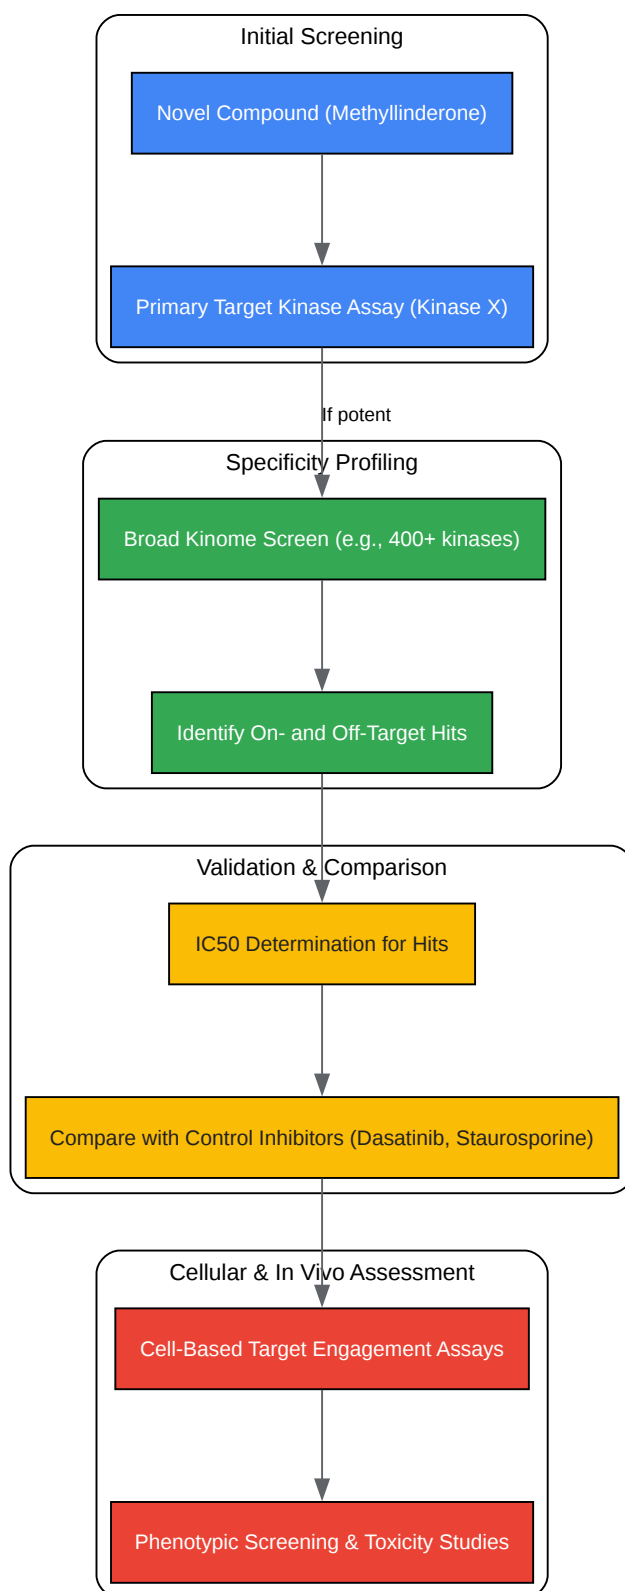 Initial Screening
Novel Compound (Methyllinderone)
Primary Target Kinase Assay (Kinase X)
If potent
Specificity Profiling
Broad Kinome Screen (e.g., 400+ kinases)
Identify On- and Off-Target Hits
Validation & Comparison
IC50 Determination for Hits
Compare with Control Inhibitors (Dasatinib, Staurosporine)
Cellular & In Vivo Assessment
Cell-Based Target Engagement Assays
Phenotypic Screening & Toxicity Studies